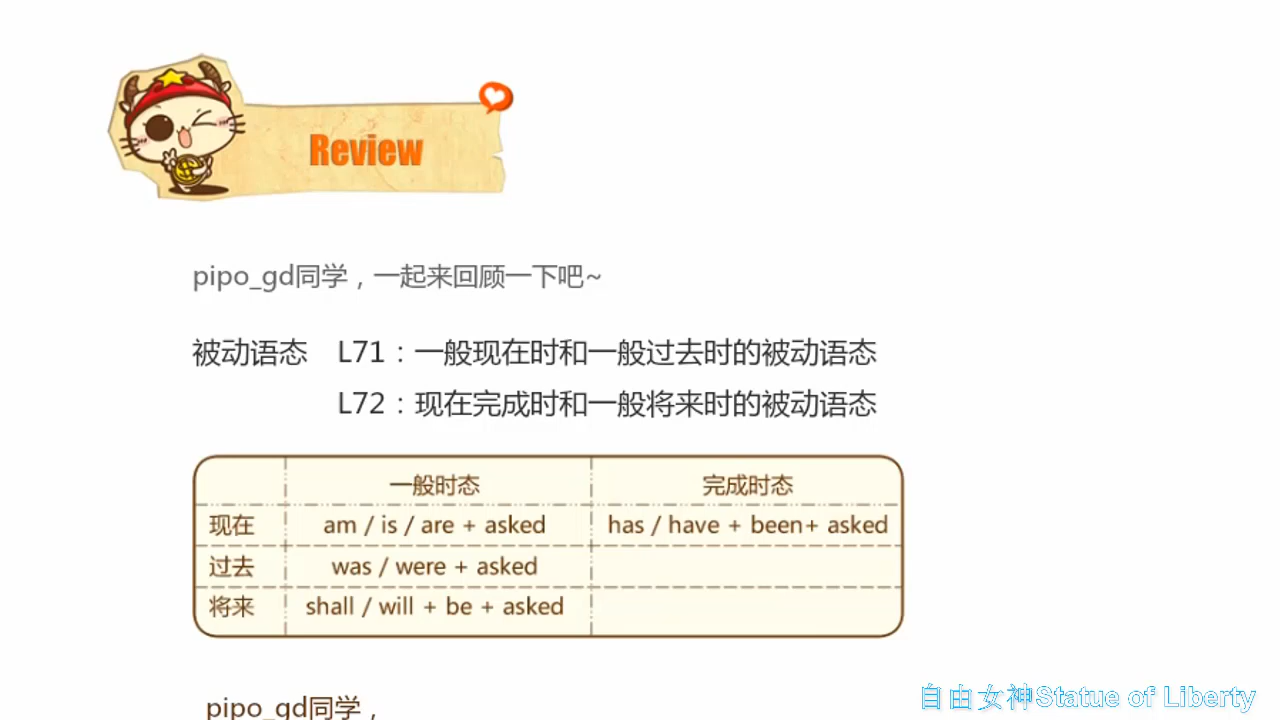 Review
pipo_gd同学，一起来回顾一下吧~
被动语态 L71：一般现在时和一般过去时的被动语态
L72：现在完成时和一般将来时的被动语态
一般时态 完成时态
现在 am / is / are + asked has / have + been+ asked
过去 was / were + asked
将来 shall / will + be + asked
pipo_gd同学，
自由女神Statue of Liberty